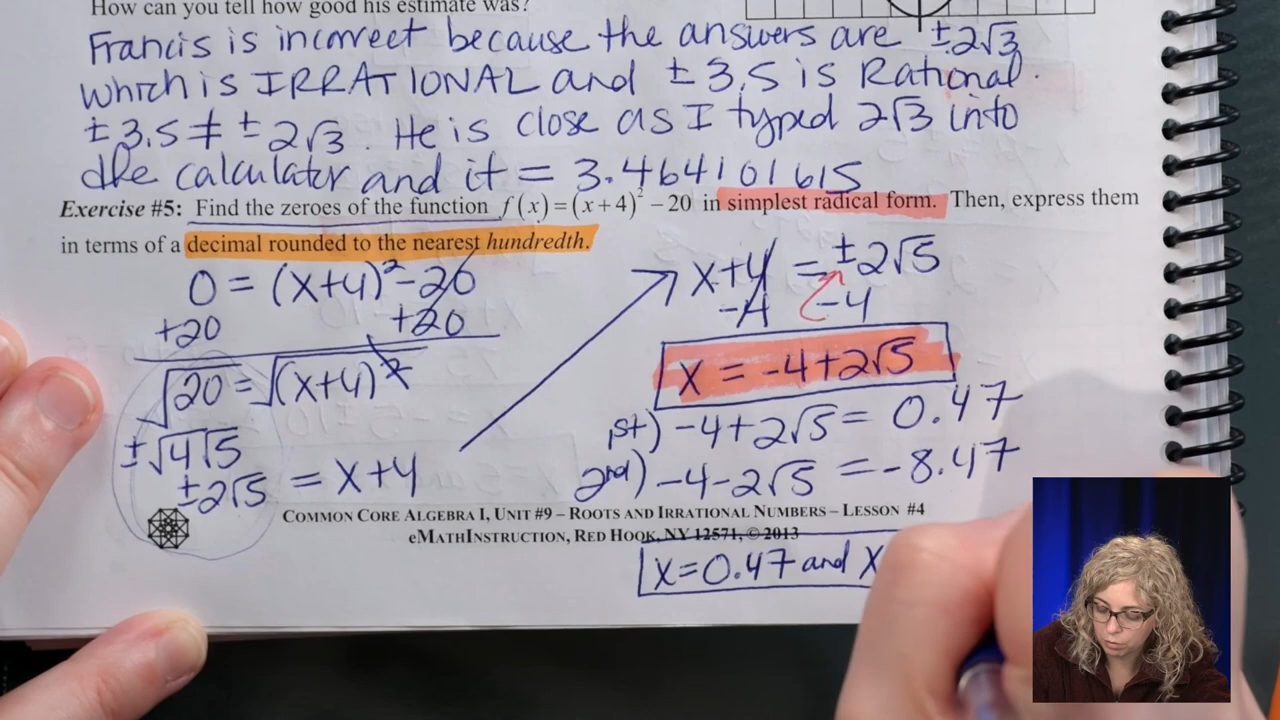 How can you tell how good his estimate was?
Francis is incorrect because the answers are ±2√3
which is IRRATIONAL and ±3.5 is Rational.
±3.5 ≠ ±2√3. He is close as I typed 2√3 into
the calculator and it = 3.464101615
Exercise #5: Find the zeroes of the function f(x)=(x+4)²−20 in simplest radical form. Then, express them
in terms of a decimal rounded to the nearest hundredth.
0 = (x+4)²−20
+20 +20
√20 = √(x+4)²
±√4√5
±2√5 = x+4
x+4 = ±2√5
−4 −4
x = −4+2√5
1st) −4+2√5 = 0.47
2nd) −4−2√5 = −8.47
COMMON CORE ALGEBRA I, UNIT #9 – ROOTS AND IRRATIONAL NUMBERS – LESSON #4
eMATHINSTRUCTION, RED HOOK, NY 12571, © 2013
x=0.47 and x